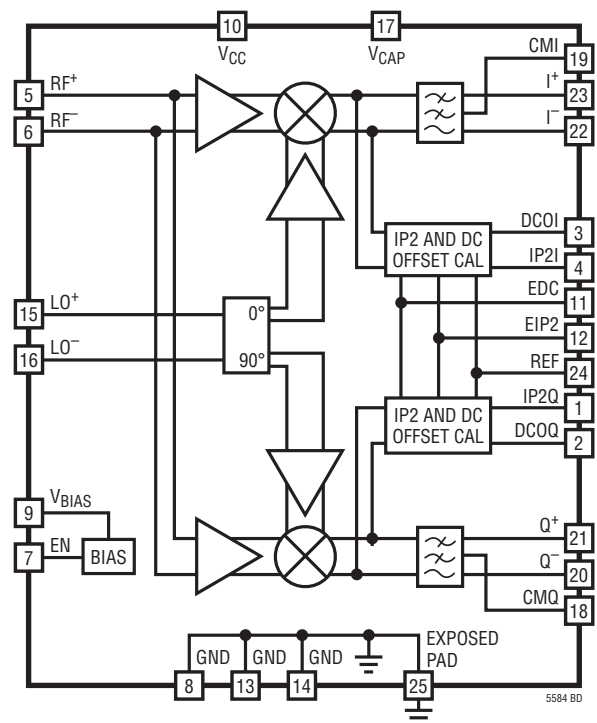 10
17
V_CC
V_CAP
CMI
19
5
RF+
I+
23
6
RF−
I−
22
DCOI
3
IP2 AND DC
OFFSET CAL
IP2I
4
EDC
11
15
LO+
0°
EIP2
12
16
LO−
90°
REF
24
IP2Q
1
IP2 AND DC
OFFSET CAL
DCOQ
2
9
V_BIAS
Q+
21
7
EN
BIAS
Q−
20
CMQ
18
GND
GND
GND
EXPOSED
PAD
8
13
14
25
5584 BD